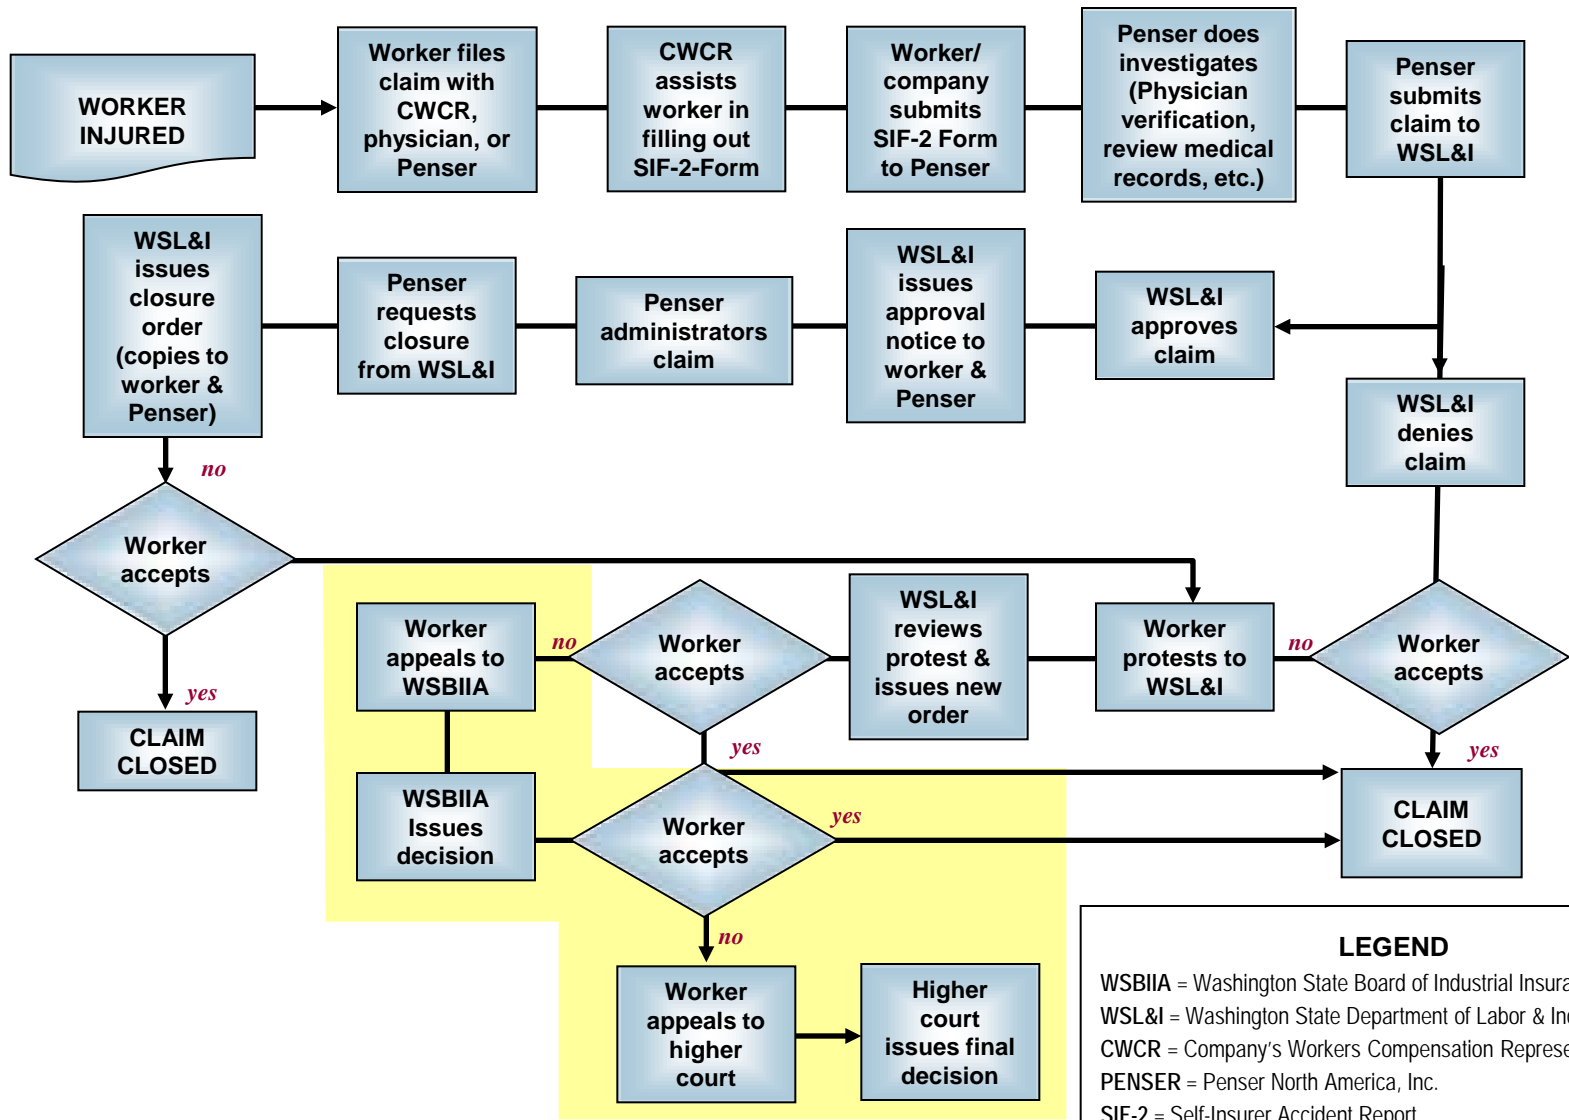 WORKER
INJURED
Worker files
claim with
CWCR,
physician, or
Penser
CWCR
assists
worker in
filling out
SIF-2-Form
Worker/
company
submits
SIF-2 Form
to Penser
Penser does
investigates
(Physician
verification,
review medical
records, etc.)
Penser
submits
claim to
WSL&I
WSL&I
issues
closure
order
(copies to
worker &
Penser)
Penser
requests
closure
from WSL&I
Penser
administrators
claim
WSL&I
issues
approval
notice to
worker &
Penser
WSL&I
approves
claim
WSL&I
denies
claim
no
Worker
accepts
yes
CLAIM
CLOSED
Worker
appeals to
WSBIIA
no
Worker
accepts
WSL&I
reviews
protest &
issues new
order
Worker
protests to
WSL&I
no
Worker
accepts
yes
yes
WSBIIA
Issues
decision
Worker
accepts
yes
CLAIM
CLOSED
no
Worker
appeals to
higher
court
Higher
court
issues final
decision
LEGEND
WSBIIA = Washington State Board of Industrial
WSL&I = Washington State Department of Labor &
CWCR = Company's Workers Compensation
PENSER = Penser North America, Inc.
SIF-2 = Self-Insurer Accident Report